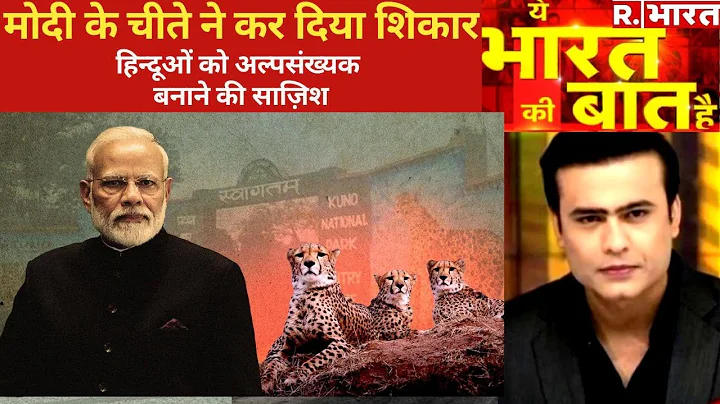 मोदी के चीते ने कर दिया शिकार
हिन्दूओं को अल्पसंख्यक
बनाने की साज़िश
R. भारत
ये
भारत
की बात है
स्वागतम
KUNO
NATIONAL
PARK